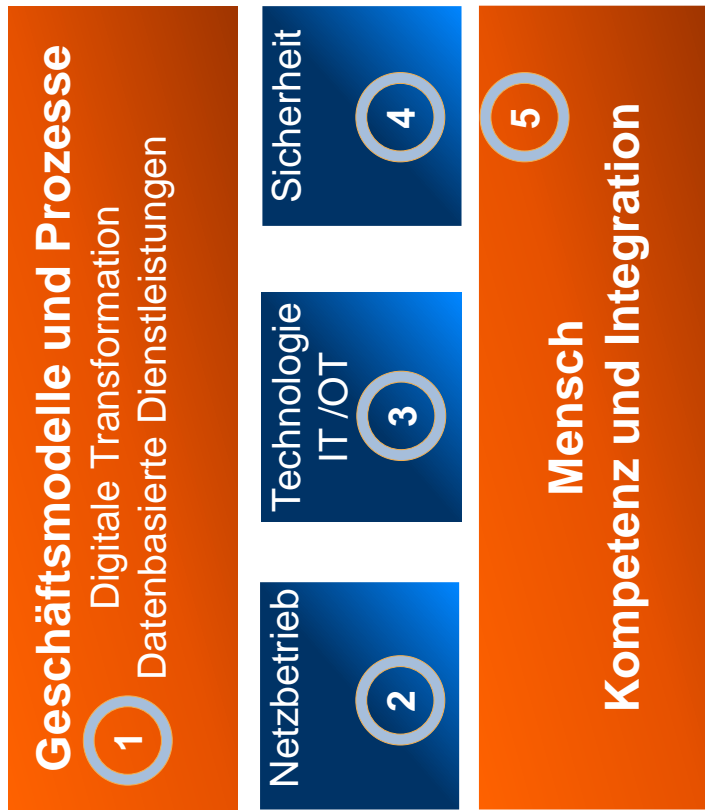 Geschäftsmodelle und Prozesse
Digitale Transformation
Datenbasierte Dienstleistungen
1
Netzbetrieb
2
Technologie
IT /OT
3
Sicherheit
4
5
Mensch
Kompetenz und Integration